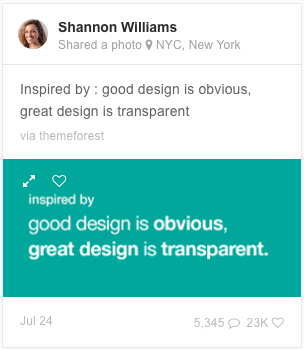 Shannon Williams
Shared a photo NYC, New York
Inspired by : good design is obvious,
great design is transparent
via themeforest
inspired by
good design is obvious,
great design is transparent.
Jul 24
5,345 23K